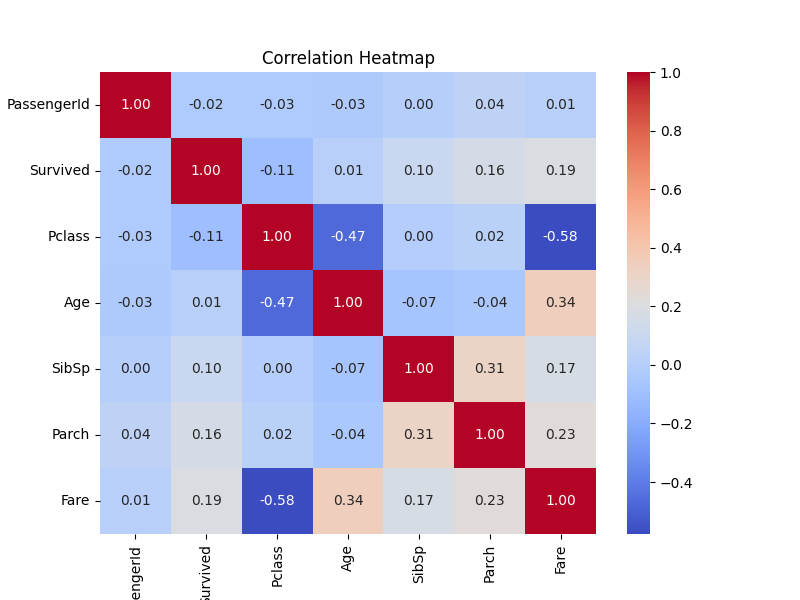 Correlation Heatmap
PassengerId 1.00 -0.02 -0.03 -0.03 0.00 0.04 0.01
Survived -0.02 1.00 -0.11 0.01 0.10 0.16 0.19
Pclass -0.03 -0.11 1.00 -0.47 0.00 0.02 -0.58
Age -0.03 0.01 -0.47 1.00 -0.07 -0.04 0.34
SibSp 0.00 0.10 0.00 -0.07 1.00 0.31 0.17
Parch 0.04 0.16 0.02 -0.04 0.31 1.00 0.23
Fare 0.01 0.19 -0.58 0.34 0.17 0.23 1.00
engerId Survived Pclass Age SibSp Parch Fare
1.0
0.8
0.6
0.4
0.2
0.0
−0.2
−0.4